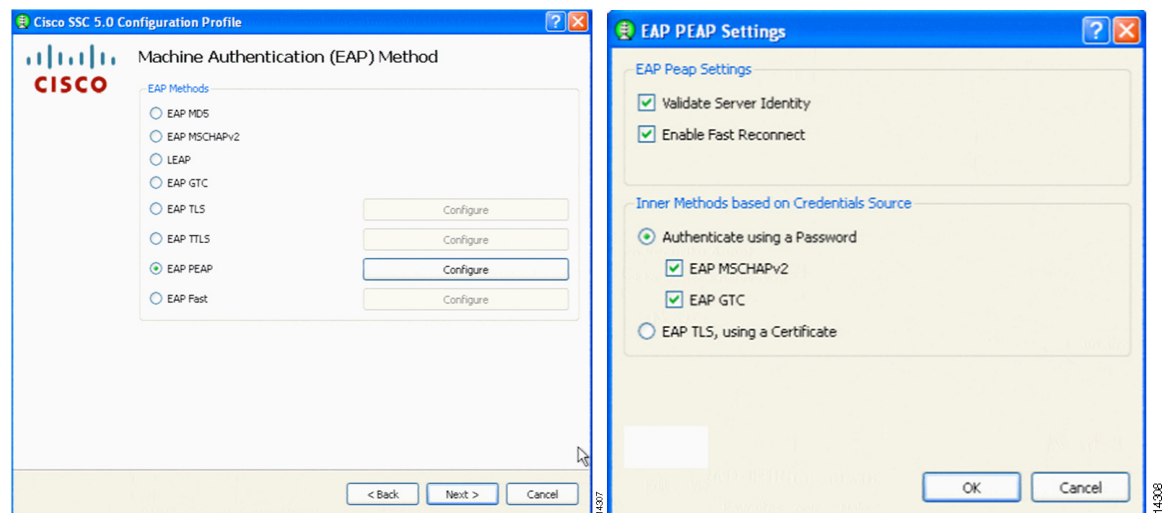 Cisco SSC 5.0 Configuration Profile
CISCO
Machine Authentication (EAP) Method
EAP Methods
EAP MD5
EAP MSCHAPv2
LEAP
EAP GTC
EAP TLS Configure
EAP TTLS Configure
EAP PEAP Configure
EAP Fast Configure
< Back Next > Cancel
EAP PEAP Settings
EAP Peap Settings
Validate Server Identity
Enable Fast Reconnect
Inner Methods based on Credentials Source
Authenticate using a Password
EAP MSCHAPv2
EAP GTC
EAP TLS, using a Certificate
OK Cancel
14308